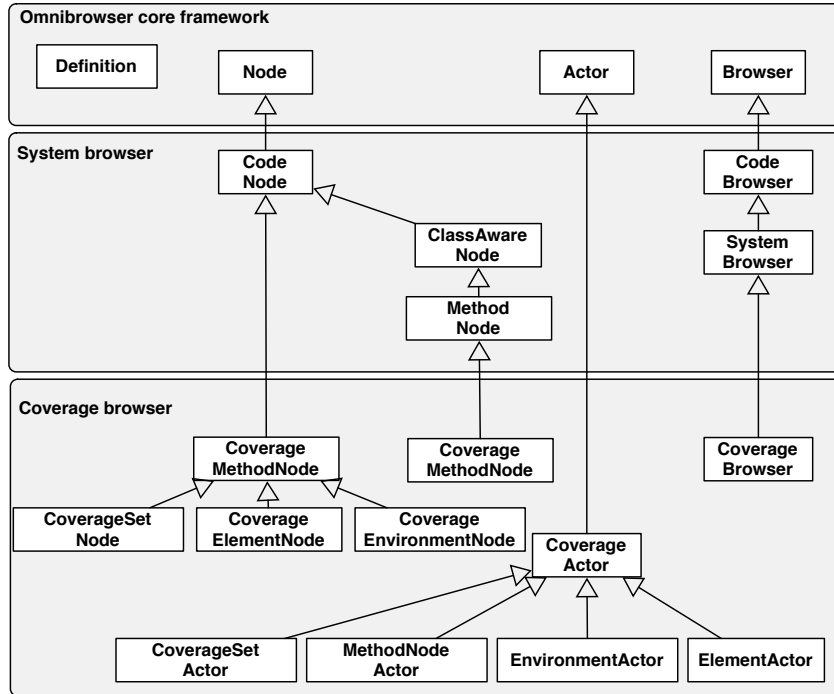 Omnibrowser core framework
Definition
Node
Actor
Browser
System browser
Code
Node
Code
Browser
ClassAware
Node
System
Browser
Method
Node
Coverage browser
Coverage
MethodNode
Coverage
MethodNode
Coverage
Browser
CoverageSet
Node
Coverage
ElementNode
Coverage
EnvironmentNode
Coverage
Actor
CoverageSet
Actor
MethodNode
Actor
EnvironmentActor
ElementActor